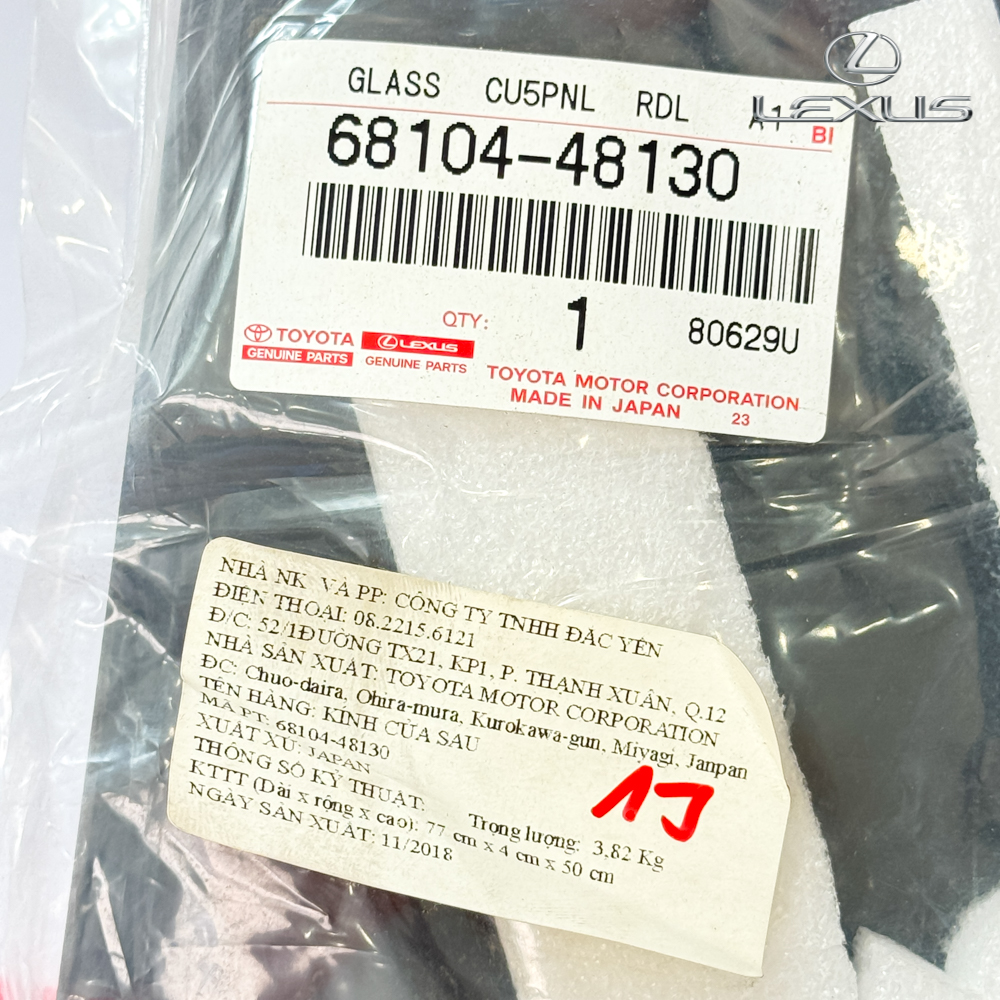 LEXUS
GLASS CU5PNL RDL A1
BI
68104-48130
QTY: 1 80629U
TOYOTA LEXUS
GENUINE PARTS GENUINE PARTS
TOYOTA MOTOR CORPORATION
MADE IN JAPAN 23
NHÀ NK VÀ PP: CÔNG TY TNHH ĐẶC YÊN
ĐIỆN THOẠI: 08.2215.6121
Đ/C: 52/1ĐƯỜNG TX21, KP1, P. THẠNH XUÂN, Q.12
NHÀ SẢN XUẤT: TOYOTA MOTOR CORPORATION
ĐC: Chuo-daira, Ohira-mura, Kurokawa-gun, Miyagi, Janpan
TÊN HÀNG: KINH CỬA SAU
MÃ PT: 68104-48130
XUẤT XỨ: JAPAN
THÔNG SỐ KỸ THUẬT: Trọng lượng: 3,82 Kg
KTTT (Dài x rộng x cao): 77 cm x 4 cm x 50 cm
NGÀY SẢN XUẤT: 11/2018
1J